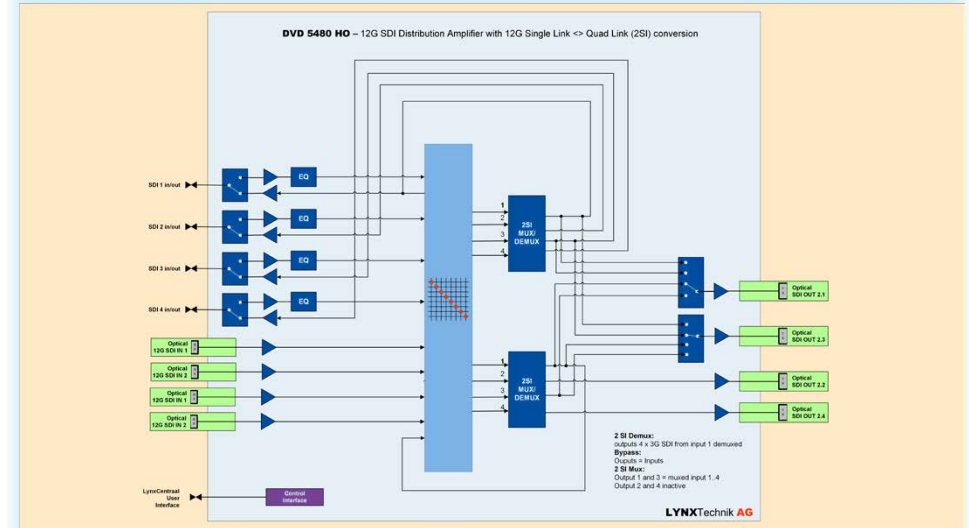 DVD 5480 HO – 12G SDI Distribution Amplifier with 12G Single Link <> Quad Link (2SI) conversion
SDI 1 in/out
EQ
SDI 2 in/out
EQ
SDI 3 in/out
EQ
SDI 4 in/out
EQ
1
2
3
4
2SI
MUX/
DEMUX
Optical
SDI OUT 2.1
Optical
SDI OUT 2.3
Optical
12G SDI IN 1
Optical
12G SDI IN 2
Optical
12G SDI IN 1
Optical
12G SDI IN 2
1
2
3
4
2SI
MUX/
DEMUX
Optical
SDI OUT 2.2
Optical
SDI OUT 2.4
2 SI Demux:
outputs 4 x 3G SDI from input 1 demuxed
Bypass:
Ouputs = Inputs
2 SI Mux:
Output 1 and 3 = muxed input 1..4
Output 2 and 4 inactive
LynxCentraal
User
Interface
Control
Interface
LYNXTechnik AG